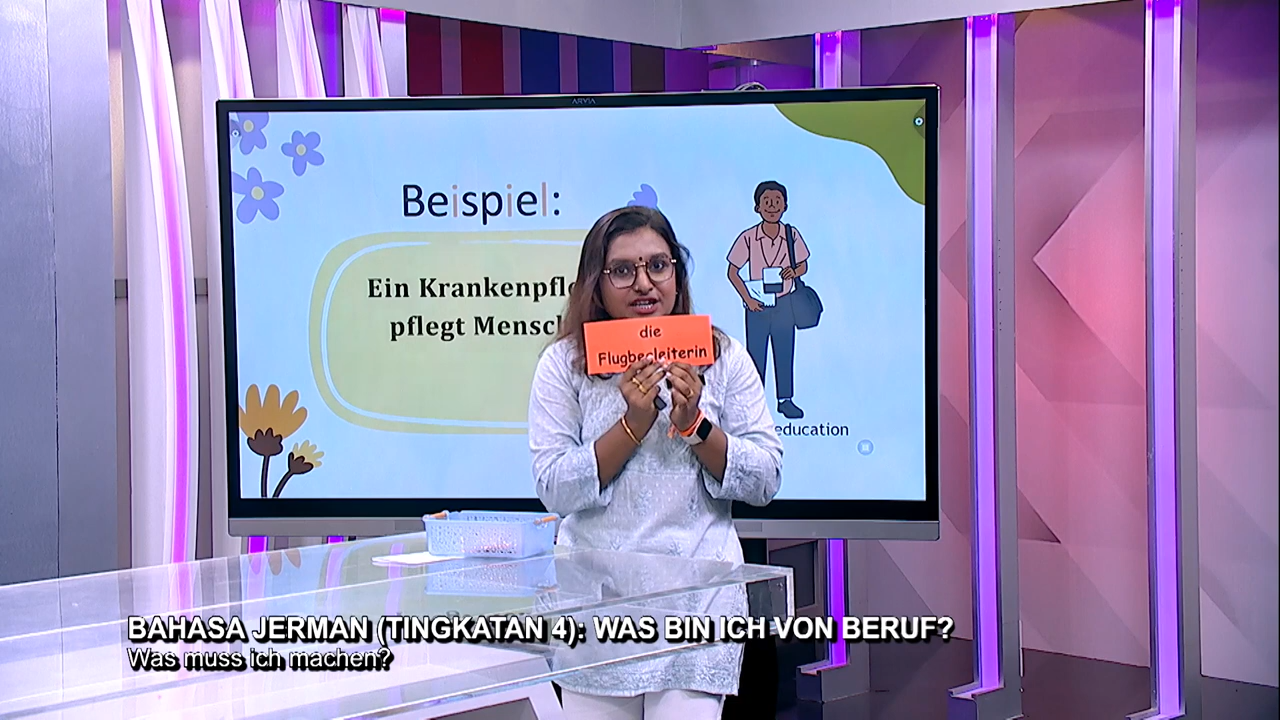 ARVIA
Beispiel:
Ein Krankenpfle
pflegt Mensch
die
Flugbegleiterin
education
BAHASA JERMAN (TINGKATAN 4): WAS BIN ICH VON BERUF?
Was muss ich machen?